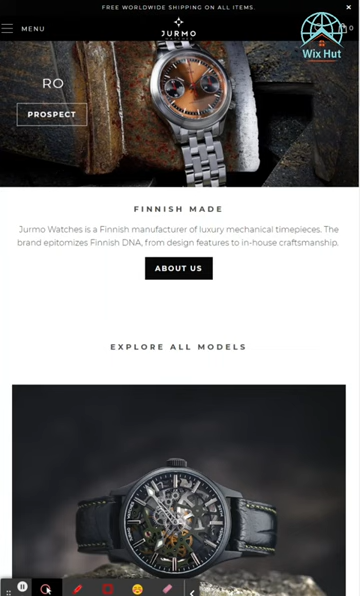 FREE WORLDWIDE SHIPPING ON ALL ITEMS.
MENU
JURMO
0
Wix Hut
RO
PROSPECT
FINNISH MADE
Jurmo Watches is a Finnish manufacturer of luxury mechanical timepieces. The
brand epitomizes Finnish DNA, from design features to in-house craftsmanship.
ABOUT US
EXPLORE ALL MODELS